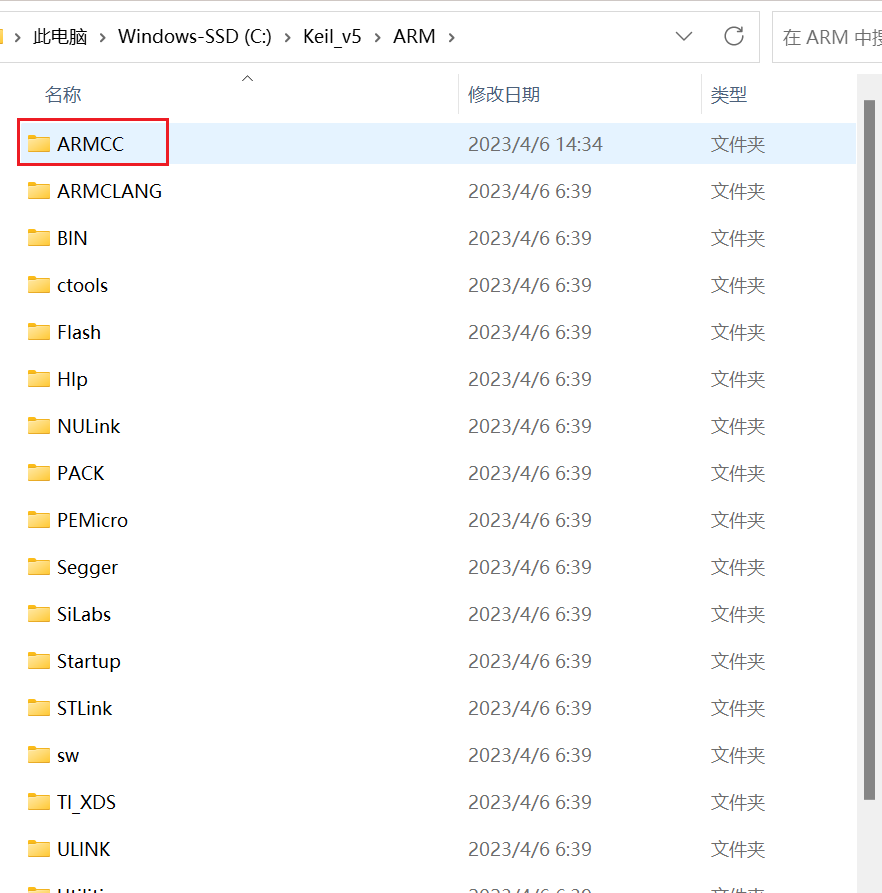 此电脑 > Windows-SSD (C:) > Keil_v5 > ARM > 在 ARM 中
名称 修改日期 类型
ARMCC 2023/4/6 14:34 文件夹
ARMCLANG 2023/4/6 6:39 文件夹
BIN 2023/4/6 6:39 文件夹
ctools 2023/4/6 6:39 文件夹
Flash 2023/4/6 6:39 文件夹
Hlp 2023/4/6 6:39 文件夹
NULink 2023/4/6 6:39 文件夹
PACK 2023/4/6 6:39 文件夹
PEMicro 2023/4/6 6:39 文件夹
Segger 2023/4/6 6:39 文件夹
SiLabs 2023/4/6 6:39 文件夹
Startup 2023/4/6 6:39 文件夹
STLink 2023/4/6 6:39 文件夹
sw 2023/4/6 6:39 文件夹
TI_XDS 2023/4/6 6:39 文件夹
ULINK 2023/4/6 6:39 文件夹